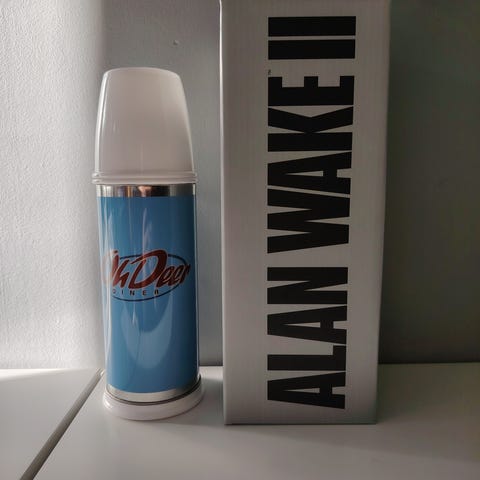 Oh Deer
DINER
ALAN WAKE II